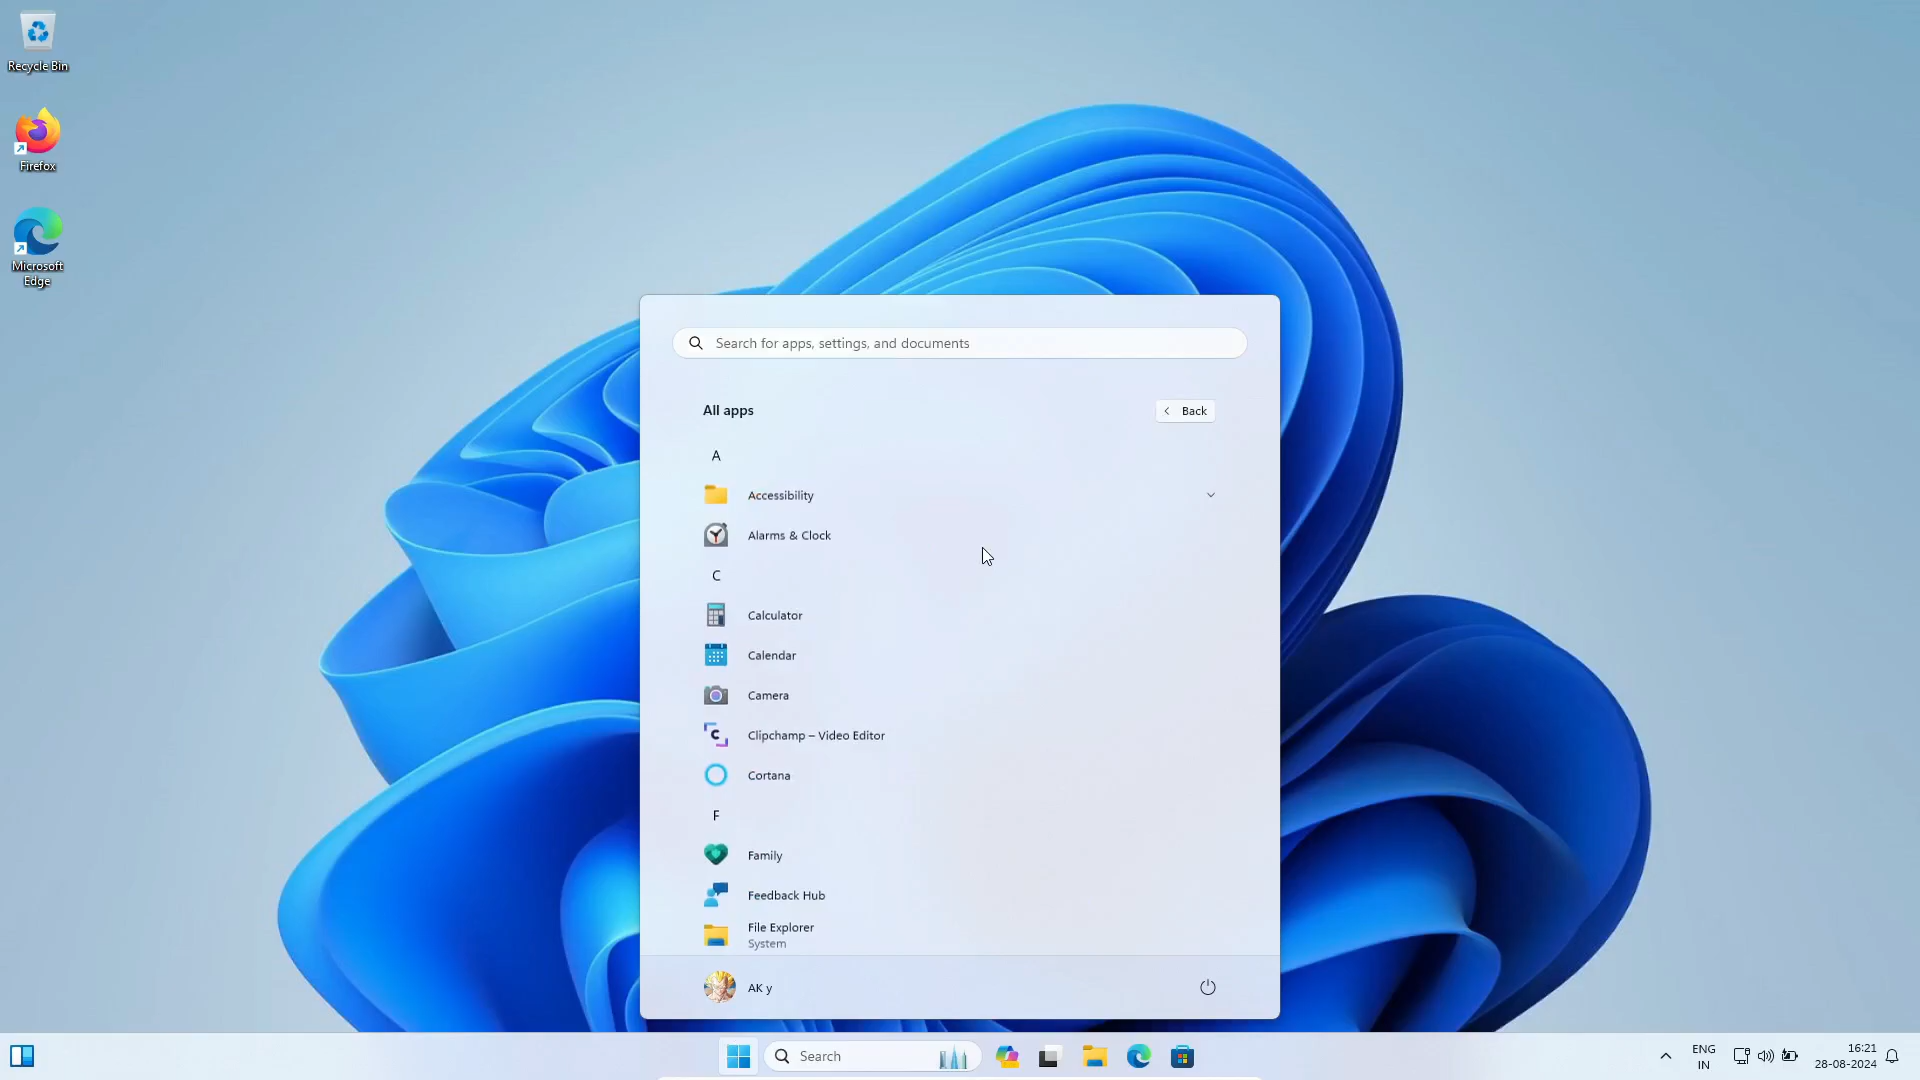 Recycle Bin
Firefox
Microsoft
Edge
Search for apps, settings, and documents
All apps
Back
A
Accessibility
Alarms & Clock
C
Calculator
Calendar
Camera
Clipchamp – Video Editor
Cortana
F
Family
Feedback Hub
File Explorer
System
AK y
Search
ENG
IN
16:21
28-08-2024